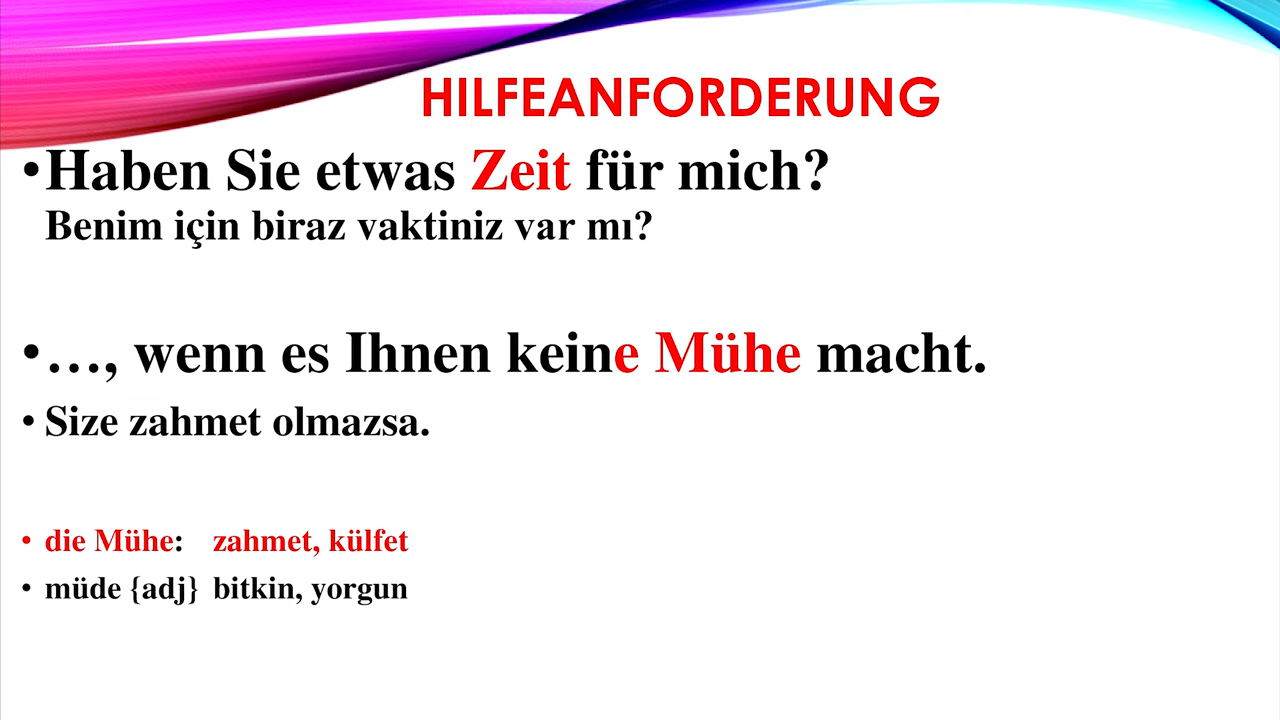 HILFEANFORDERUNG
•Haben Sie etwas Zeit für mich?
Benim için biraz vaktiniz var mı?
•…, wenn es Ihnen keine Mühe macht.
• Size zahmet olmazsa.
• die Mühe: zahmet, külfet
• müde {adj} bitkin, yorgun